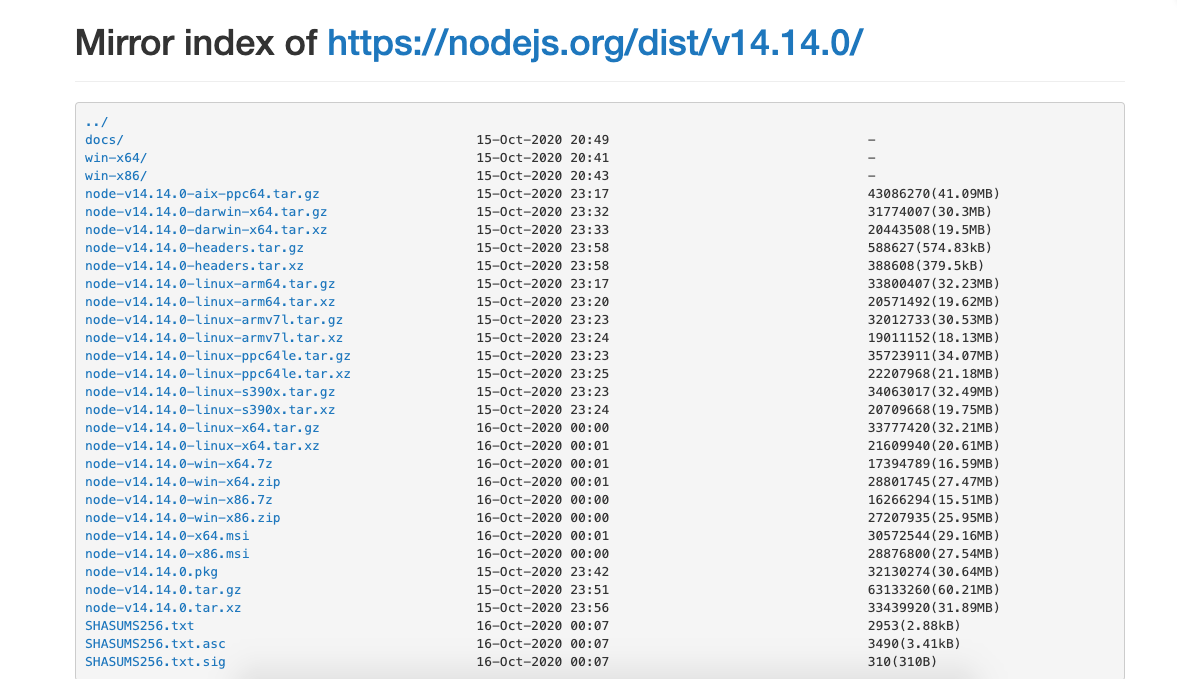 Mirror index of https://nodejs.org/dist/v14.14.0/
../
docs/ 15-Oct-2020 20:49 -
win-x64/ 15-Oct-2020 20:41 -
win-x86/ 15-Oct-2020 20:43 -
node-v14.14.0-aix-ppc64.tar.gz 15-Oct-2020 23:17 43086270(41.09MB)
node-v14.14.0-darwin-x64.tar.gz 15-Oct-2020 23:32 31774007(30.3MB)
node-v14.14.0-darwin-x64.tar.xz 15-Oct-2020 23:33 20443508(19.5MB)
node-v14.14.0-headers.tar.gz 15-Oct-2020 23:58 588627(574.83kB)
node-v14.14.0-headers.tar.xz 15-Oct-2020 23:58 388608(379.5kB)
node-v14.14.0-linux-arm64.tar.gz 15-Oct-2020 23:17 33800407(32.23MB)
node-v14.14.0-linux-arm64.tar.xz 15-Oct-2020 23:20 20571492(19.62MB)
node-v14.14.0-linux-armv7l.tar.gz 15-Oct-2020 23:23 32012733(30.53MB)
node-v14.14.0-linux-armv7l.tar.xz 15-Oct-2020 23:24 19011152(18.13MB)
node-v14.14.0-linux-ppc64le.tar.gz 15-Oct-2020 23:23 35723911(34.07MB)
node-v14.14.0-linux-ppc64le.tar.xz 15-Oct-2020 23:25 22207968(21.18MB)
node-v14.14.0-linux-s390x.tar.gz 15-Oct-2020 23:23 34063017(32.49MB)
node-v14.14.0-linux-s390x.tar.xz 15-Oct-2020 23:24 20709668(19.75MB)
node-v14.14.0-linux-x64.tar.gz 16-Oct-2020 00:00 33777420(32.21MB)
node-v14.14.0-linux-x64.tar.xz 16-Oct-2020 00:01 21609940(20.61MB)
node-v14.14.0-win-x64.7z 16-Oct-2020 00:01 17394789(16.59MB)
node-v14.14.0-win-x64.zip 16-Oct-2020 00:01 28801745(27.47MB)
node-v14.14.0-win-x86.7z 16-Oct-2020 00:00 16266294(15.51MB)
node-v14.14.0-win-x86.zip 16-Oct-2020 00:00 27207935(25.95MB)
node-v14.14.0-x64.msi 16-Oct-2020 00:01 30572544(29.16MB)
node-v14.14.0-x86.msi 16-Oct-2020 00:00 28876800(27.54MB)
node-v14.14.0.pkg 15-Oct-2020 23:42 32130274(30.64MB)
node-v14.14.0.tar.gz 15-Oct-2020 23:51 63133260(60.21MB)
node-v14.14.0.tar.xz 15-Oct-2020 23:56 33439920(31.89MB)
SHASUMS256.txt 16-Oct-2020 00:07 2953(2.88kB)
SHASUMS256.txt.asc 16-Oct-2020 00:07 3490(3.41kB)
SHASUMS256.txt.sig 16-Oct-2020 00:07 310(310B)